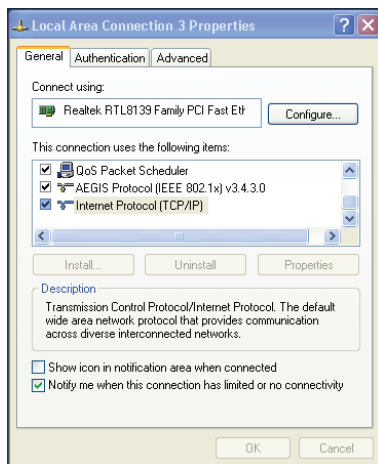 Local Area Connection 3 Properties
General Authentication Advanced
Connect using:
Realtek RTL8139 Family PCI Fast Eth
Configure...
This connection uses the following items:
QoS Packet Scheduler
AEGIS Protocol (IEEE 802.1x) v3.4.3.0
Internet Protocol (TCP/IP)
Install... Uninstall Properties
Description
Transmission Control Protocol/Internet Protocol. The default
wide area network protocol that provides communication
across diverse interconnected networks.
Show icon in notification area when connected
Notify me when this connection has limited or no connectivity
OK Cancel